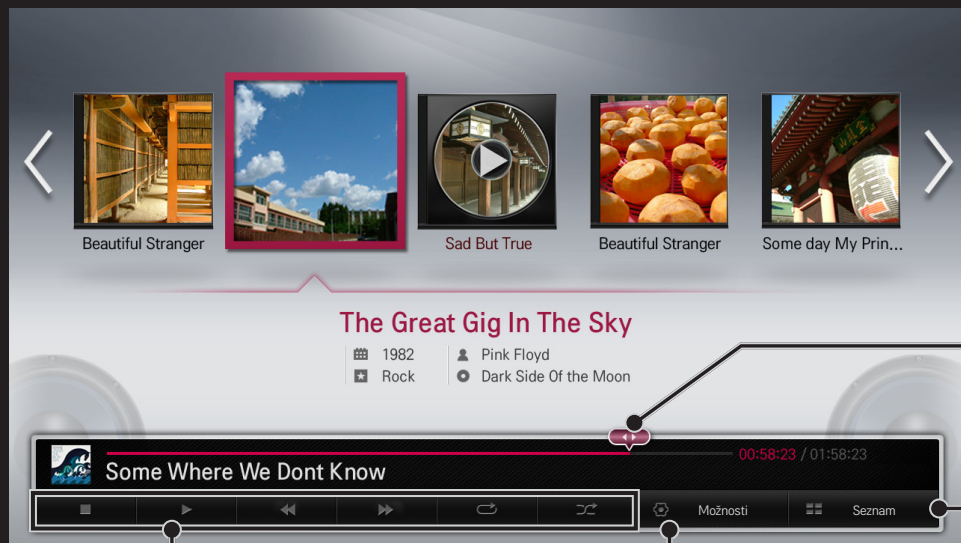 Beautiful Stranger
Sad But True
Beautiful Stranger
Some day My Prin...
The Great Gig In The Sky
1982
Pink Floyd
Rock
Dark Side Of the Moon
00:58:23 / 01:58:23
Some Where We Dont Know
Možnosti
Seznam